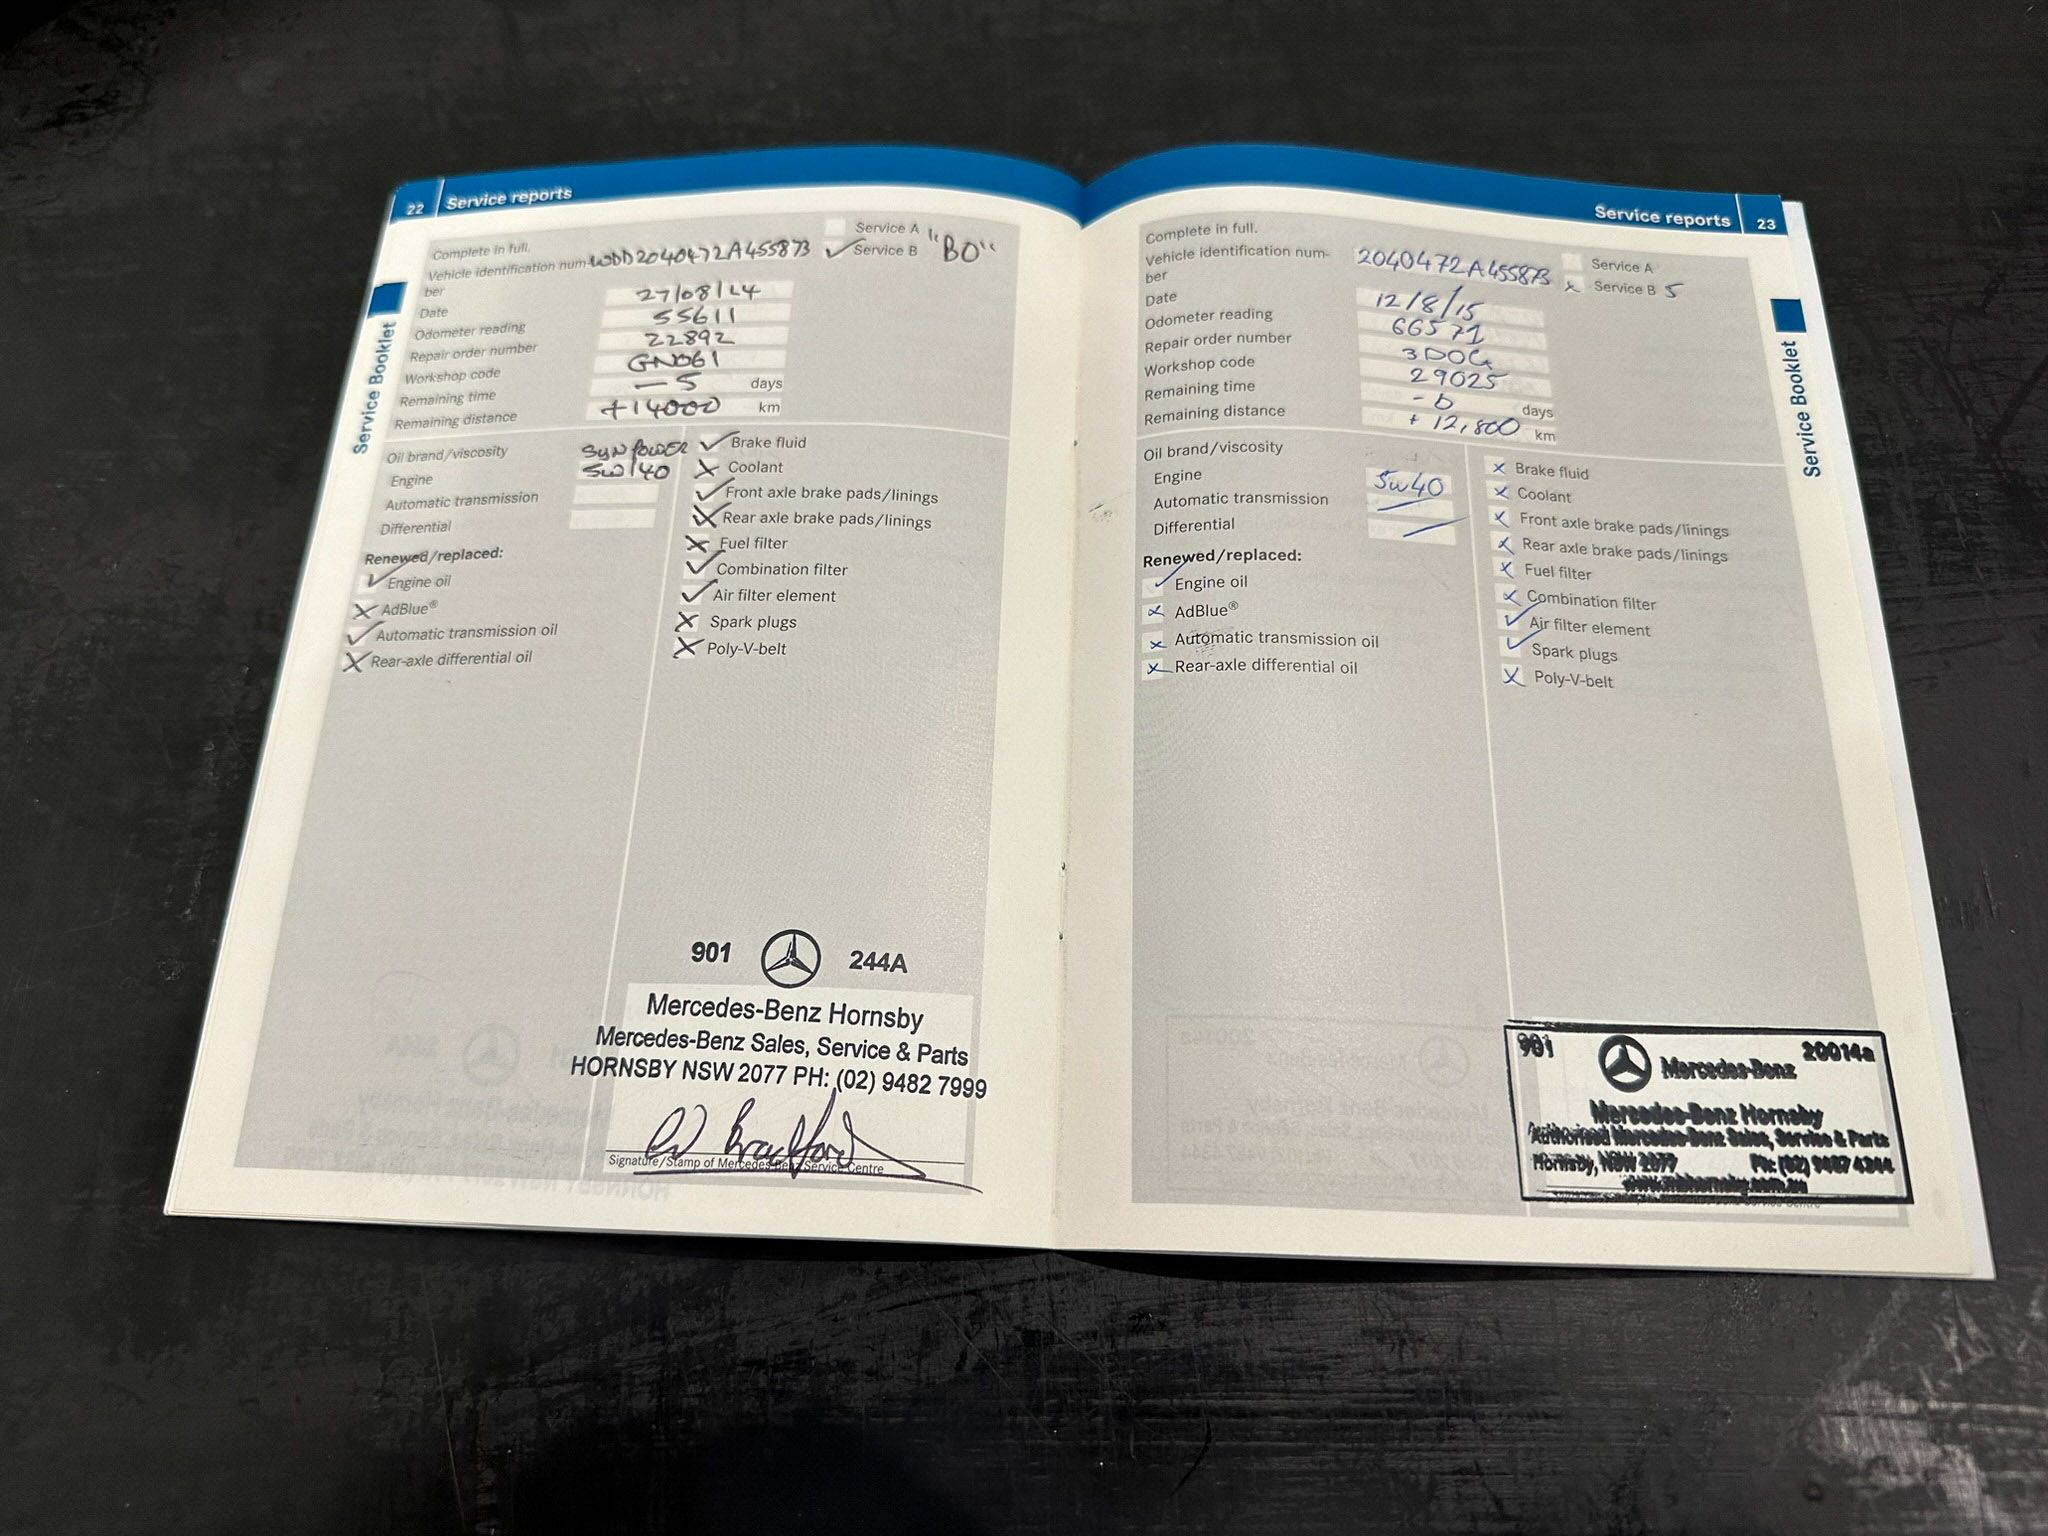 22 Service reports
Complete in full.
Service A
Vehicle identification num- WDD2040472A455873 Service B "BO"
ber
Date 27/08/14
Odometer reading 55611
Repair order number 22892
Workshop code GN061
Remaining time -5 days
Remaining distance +14000 km
Oil brand/viscosity SYN POWER
Engine 5W/40
Automatic transmission
Differential
Renewed/replaced:
Engine oil
AdBlue®
Automatic transmission oil
Rear-axle differential oil
Brake fluid
Coolant
Front axle brake pads/linings
Rear axle brake pads/linings
Fuel filter
Combination filter
Air filter element
Spark plugs
Poly-V-belt
901 244A
Mercedes-Benz Hornsby
Mercedes-Benz Sales, Service & Parts
HORNSBY NSW 2077 PH: (02) 9482 7999
Bradford
Signature/Stamp of Mercedes-Benz Service Centre
Service Booklet
Service reports 23
Complete in full.
Vehicle identification num- 2040472A455873 Service A
ber Service B 5
Date 12/8/15
Odometer reading 66571
Repair order number
Workshop code 29025
Remaining time days
Remaining distance + 12,800 km
Oil brand/viscosity
Engine 5w40
Automatic transmission
Differential
Renewed/replaced:
Engine oil
AdBlue®
Automatic transmission oil
Rear-axle differential oil
Brake fluid
Coolant
Front axle brake pads/linings
Rear axle brake pads/linings
Fuel filter
Combination filter
Air filter element
Spark plugs
Poly-V-belt
901 20014a
Mercedes-Benz
Mercedes-Benz Hornsby
Authorised Mercedes-Benz Sales, Service & Parts
Hornsby, NSW 2077 Ph: (02)
Service Booklet